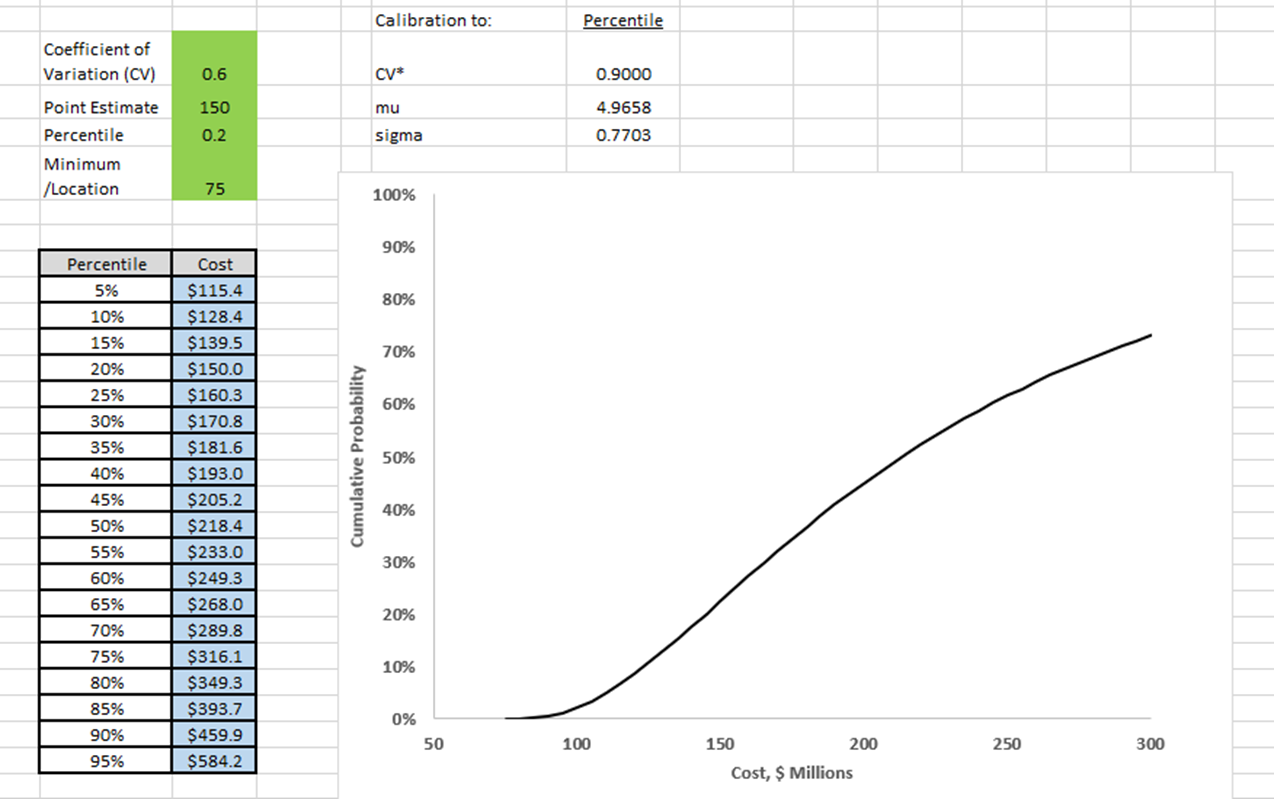 Calibration to: Percentile
Coefficient of
Variation (CV) 0.6 CV* 0.9000
Point Estimate 150 mu 4.9658
Percentile 0.2 sigma 0.7703
Minimum
/Location 75
Percentile Cost
5% $115.4
10% $128.4
15% $139.5
20% $150.0
25% $160.3
30% $170.8
35% $181.6
40% $193.0
45% $205.2
50% $218.4
55% $233.0
60% $249.3
65% $268.0
70% $289.8
75% $316.1
80% $349.3
85% $393.7
90% $459.9
95% $584.2
Cumulative Probability
100%
90%
80%
70%
60%
50%
40%
30%
20%
10%
0%
50 100 150 200 250 300
Cost, $ Millions